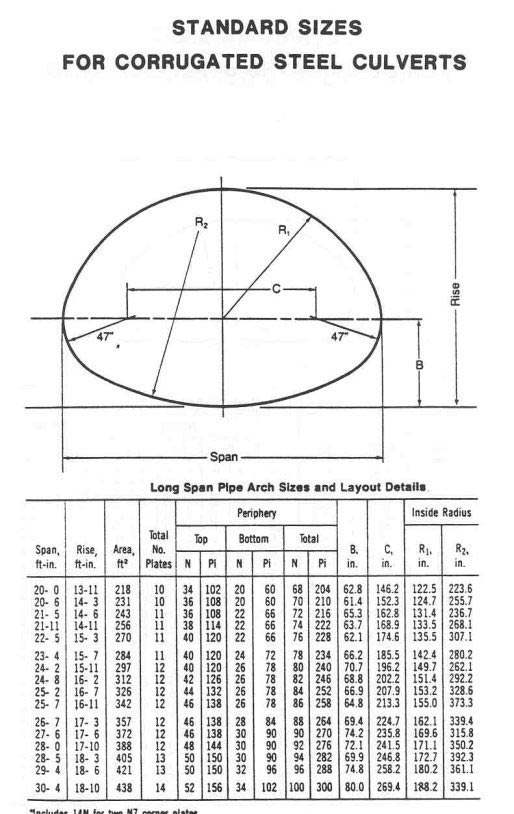 STANDARD SIZES
FOR CORRUGATED STEEL CULVERTS
R2
R1
C
Rise
47"
47"
B
Span
Long Span Pipe Arch Sizes and Layout Details
Periphery Inside Radius
Total Top Bottom Total
Span, Rise, Area, No. B, C, R1, R2,
ft-in. ft-in. ft² Plates N Pi N Pi N Pi in. in. in. in.
20- 0 13-11 218 10 34 102 20 60 68 204 62.8 146.2 122.5 223.6
20- 6 14- 3 231 10 36 108 20 60 70 210 61.4 152.3 124.7 255.7
21- 5 14- 6 243 11 36 108 22 66 72 216 65.3 162.8 131.4 236.7
21-11 14-11 256 11 38 114 22 66 74 222 63.7 168.9 133.5 268.1
22- 5 15- 3 270 11 40 120 22 66 76 228 62.1 174.6 135.5 307.1
23- 4 15- 7 284 11 40 120 24 72 78 234 66.2 185.5 142.4 280.2
24- 2 15-11 297 12 40 120 26 78 80 240 70.7 196.2 149.7 262.1
24- 8 16- 2 312 12 42 126 26 78 82 246 68.8 202.2 151.4 292.2
25- 2 16- 7 326 12 44 132 26 78 84 252 66.9 207.9 153.2 328.6
25- 7 16-11 342 12 46 138 26 78 86 258 64.8 213.3 155.0 373.3
26- 7 17- 3 357 12 46 138 28 84 88 264 69.4 224.7 162.1 339.4
27- 6 17- 6 372 12 46 138 30 90 90 270 74.2 235.8 169.6 315.8
28- 0 17-10 388 12 48 144 30 90 92 276 72.1 241.5 171.1 350.2
28- 5 18- 3 405 13 50 150 30 90 94 282 69.9 246.8 172.7 392.3
29- 4 18- 6 421 13 50 150 32 96 96 288 74.8 258.2 180.2 361.1
30- 4 18-10 438 14 52 156 34 102 100 300 80.0 269.4 188.2 339.1
*Includes 14N for two N7 corner plates